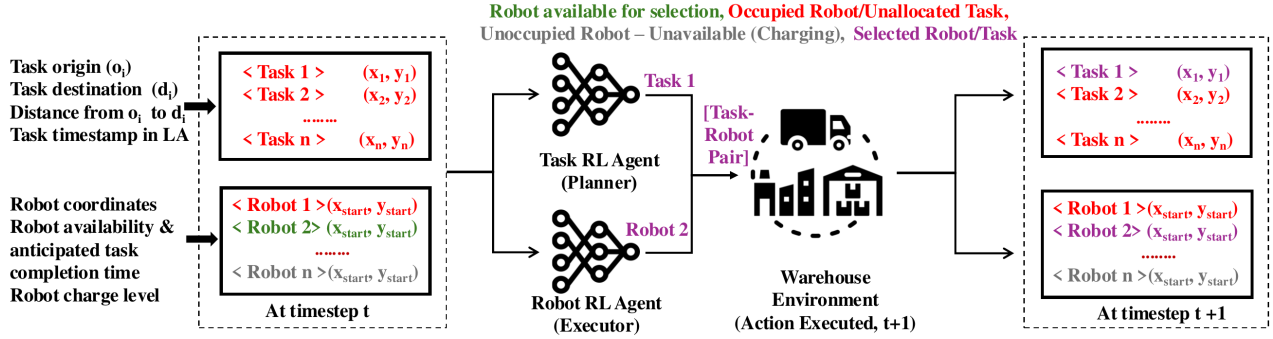 Robot available for selection, Occupied Robot/Unallocated Task,
Unoccupied Robot – Unavailable (Charging), Selected Robot/Task
Task origin (oi)
Task destination (di)
Distance from oi to di
Task timestamp in LA
Robot coordinates
Robot availability &
anticipated task
completion time
Robot charge level
< Task 1 > (x1, y1)
< Task 2 > (x2, y2)
........
< Task n > (xn, yn)
< Robot 1 >(xstart, ystart)
< Robot 2> (xstart, ystart)
........
< Robot n >(xstart, ystart)
At timestep t
Task 1
Task RL Agent
(Planner)
Robot 2
Robot RL Agent
(Executor)
[Task-
Robot
Pair]
Warehouse
Environment
(Action Executed, t+1)
< Task 1 > (x1, y1)
< Task 2 > (x2, y2)
........
< Task n > (xn, yn)
< Robot 1 >(xstart, ystart)
< Robot 2> (xstart, ystart)
........
< Robot n >(xstart, ystart)
At timestep t +1